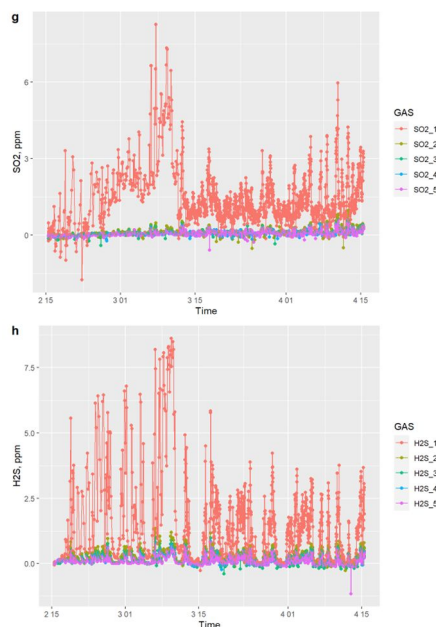 g
6
3
0
SO2, ppm
2 15
3 01
3 15
4 01
4 15
Time
GAS
SO2_1
SO2_2
SO2_3
SO2_4
SO2_5
h
7.5
5.0
2.5
0.0
H2S, ppm
2 15
3 01
3 15
4 01
4 15
Time
GAS
H2S_1
H2S_2
H2S_3
H2S_4
H2S_5